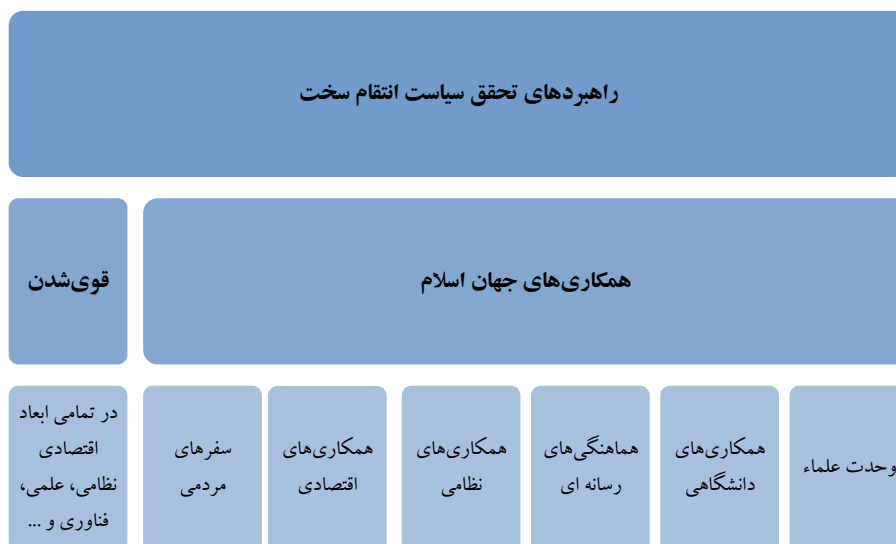 راهبردهای تحقق سیاست انتقام سخت
همکاری‌های جهان اسلام
قوی‌شدن
وحدت علماء
همکاری‌های
دانشگاهی
هماهنگی‌های
رسانه ای
همکاری‌های
نظامی
همکاری‌های
اقتصادی
سفرهای
مردمی
در تمامی ابعاد
اقتصادی
نظامی، علمی،
فناوری و ...